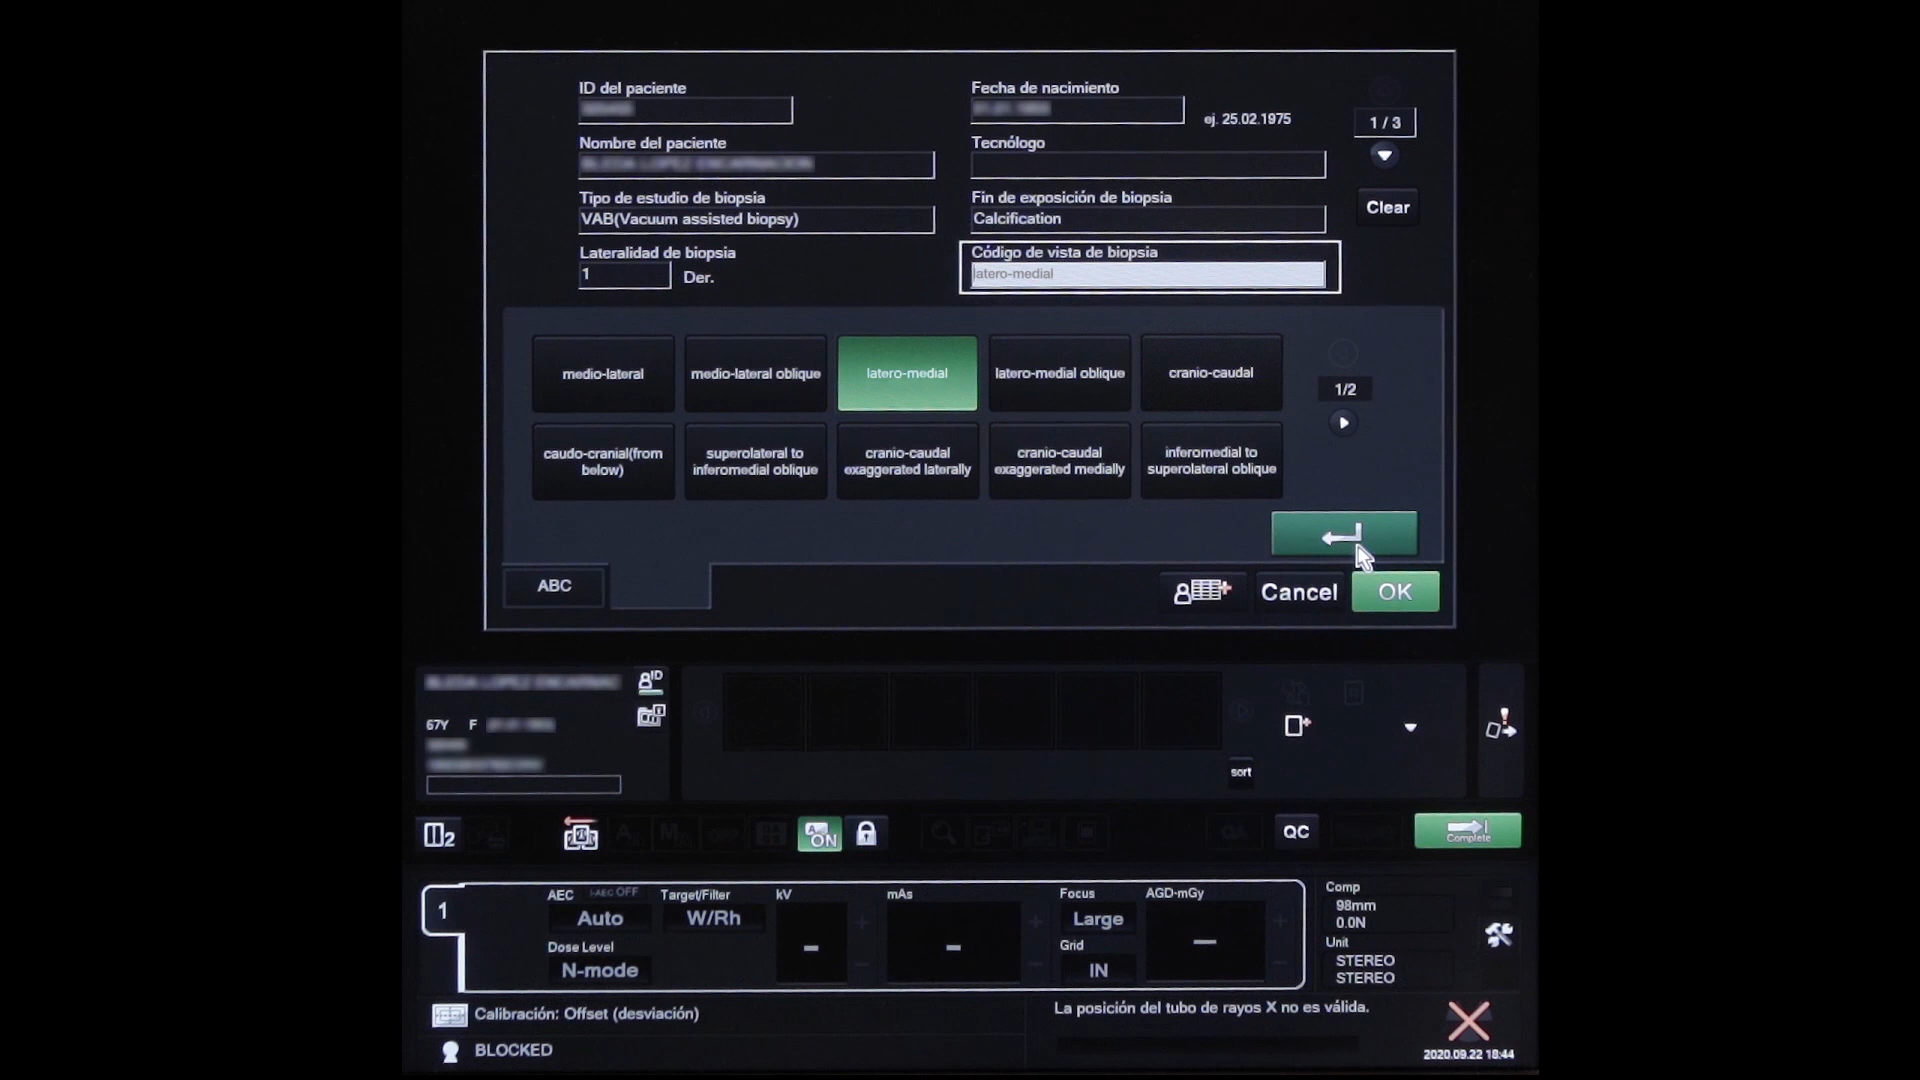 ID del paciente
Fecha de nacimiento
ej. 25.02.1975
1 / 3
Nombre del paciente
Tecnólogo
Tipo de estudio de biopsia
VAB(Vacuum assisted biopsy)
Fin de exposición de biopsia
Calcification
Clear
Lateralidad de biopsia
1
Der.
Código de vista de biopsia
latero-medial
medio-lateral
medio-lateral oblique
latero-medial
latero-medial oblique
cranio-caudal
1/2
caudo-cranial(from
below)
superolateral to
inferomedial oblique
cranio-caudal
exaggerated laterally
cranio-caudal
exaggerated medially
inferomedial to
superolateral oblique
ABC
Cancel
OK
ID
67Y F
sort
2
ON
QC
Complete
1
AEC
i-AEC OFF
Auto
Target/Filter
W/Rh
kV
-
mAs
-
Focus
Large
AGD-mGy
-
Dose Level
N-mode
Grid
IN
Comp
98mm
0.0N
Unit
STEREO
STEREO
Calibración: Offset (desviación)
La posición del tubo de rayos X no es válida.
BLOCKED
2020.09.22 18:44